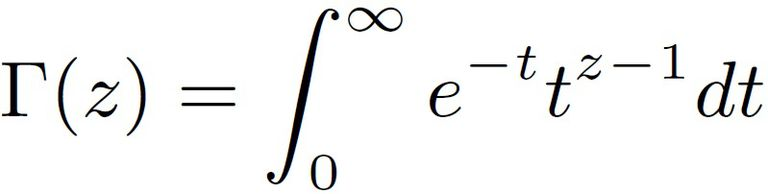 Γ(z) = ∫₀^∞ e^{-t} t^{z-1} dt